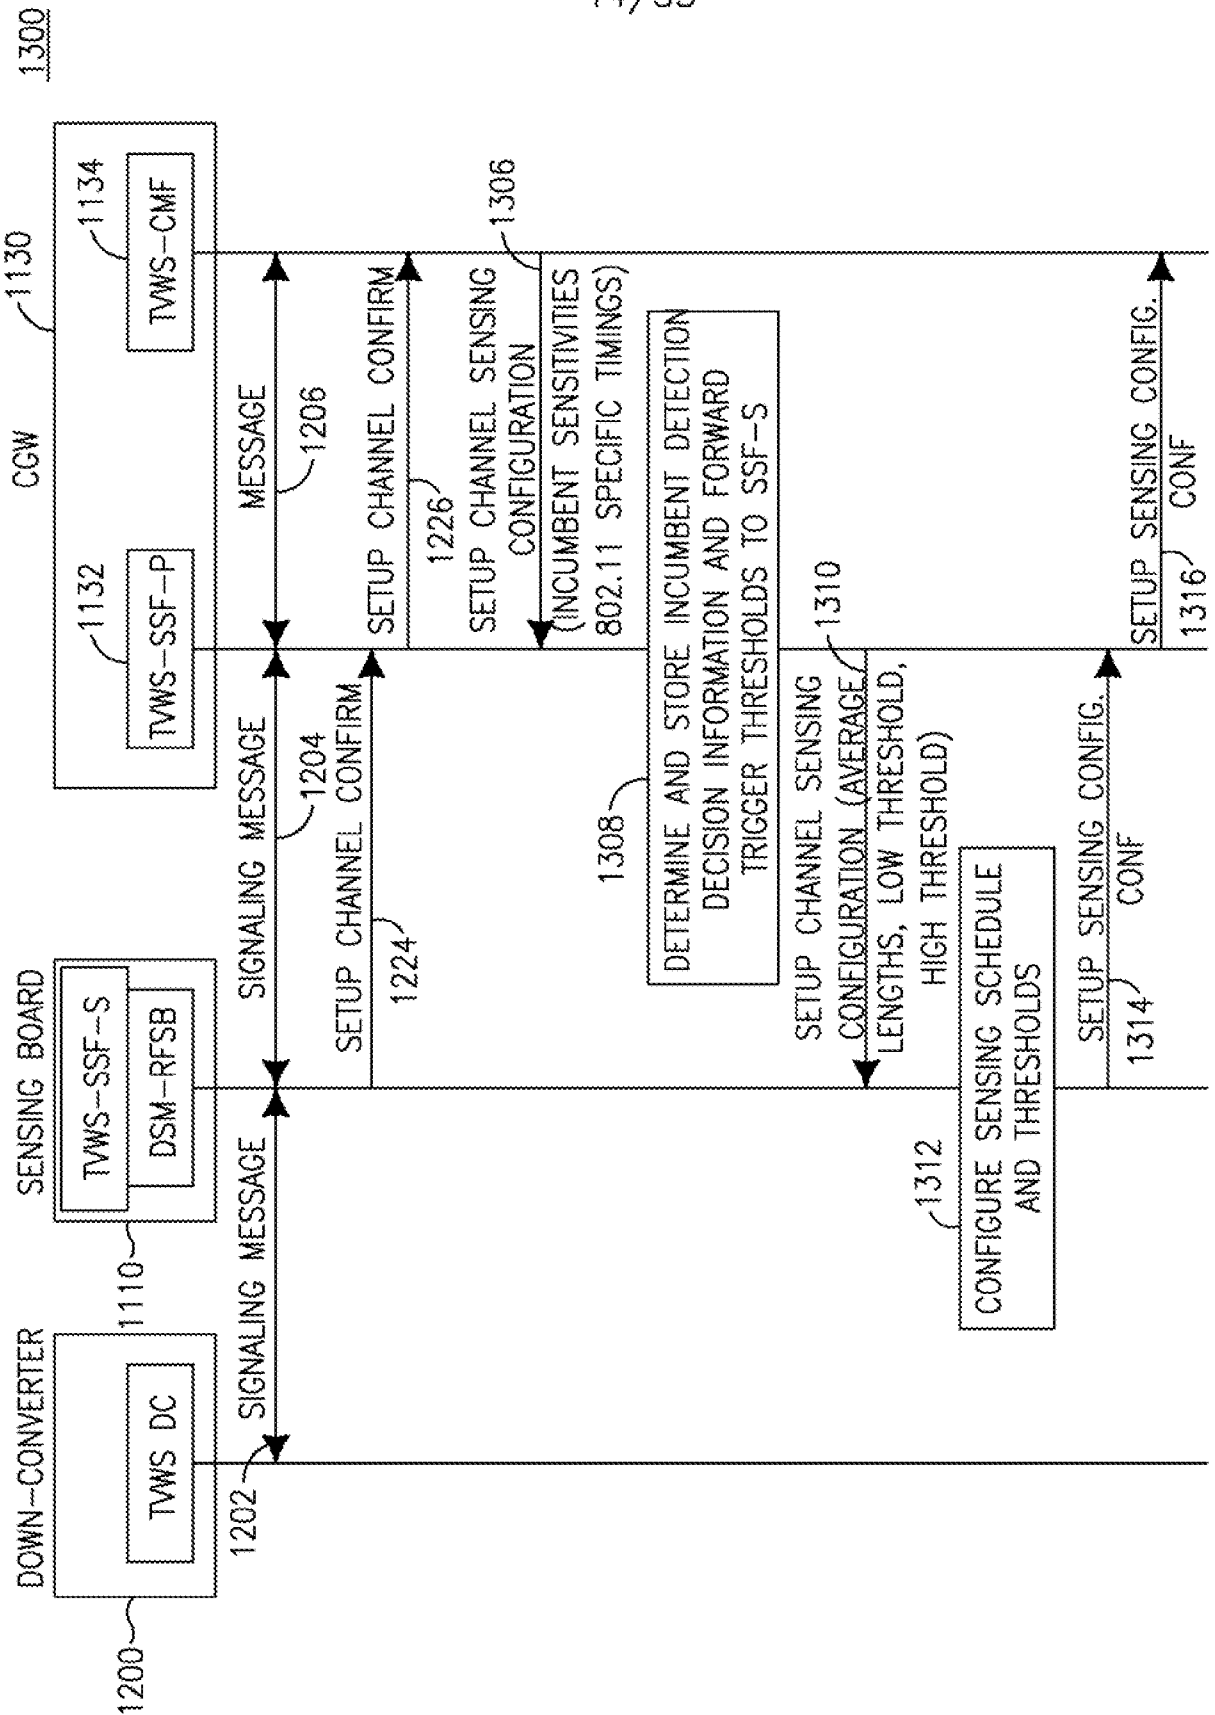 1300
DOWN-CONVERTER
SENSING BOARD
CGW
1130
1200
TVWS DC
1110
TVWS-SSF-S
DSM-RFSB
1132
TVWS-SSF-P
1134
TVWS-CMF
1202
SIGNALING MESSAGE
SIGNALING MESSAGE
1204
MESSAGE
1206
SETUP CHANNEL CONFIRM
1224
SETUP CHANNEL CONFIRM
1226
SETUP CHANNEL SENSING
CONFIGURATION
1306
(INCUMBENT SENSITIVITIES
802.11 SPECIFIC TIMINGS)
1308
DETERMINE AND STORE INCUMBENT DETECTION
DECISION INFORMATION AND FORWARD
TRIGGER THRESHOLDS TO SSF-S
SETUP CHANNEL SENSING
1310
CONFIGURATION (AVERAGE
LENGTHS, LOW THRESHOLD,
HIGH THRESHOLD)
1312
CONFIGURE SENSING SCHEDULE
AND THRESHOLDS
SETUP SENSING CONFIG.
CONF
1314
SETUP SENSING CONFIG.
CONF
1316